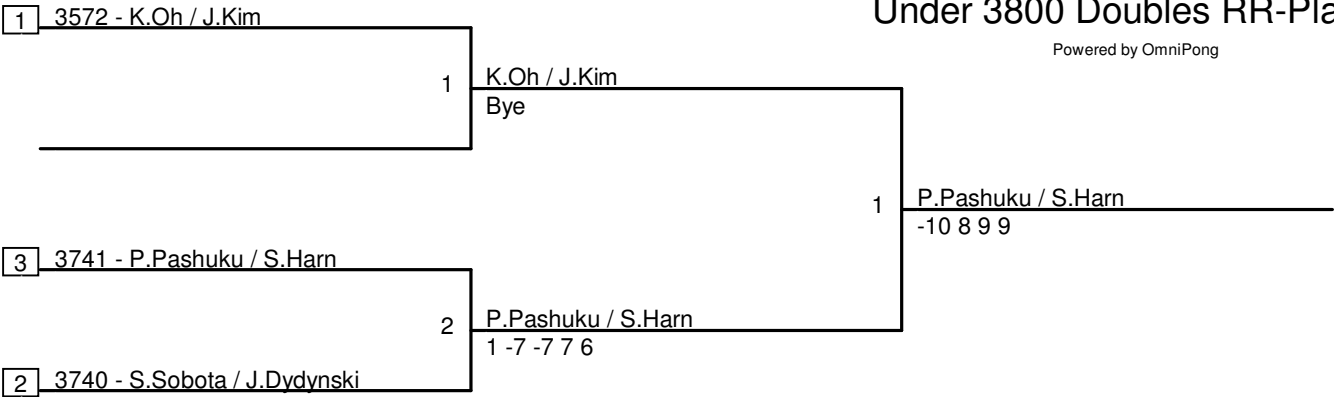 Under 3800 Doubles RR-Pla
Powered by OmniPong
1 3572 - K.Oh / J.Kim
1
K.Oh / J.Kim
Bye
1
P.Pashuku / S.Harn
-10 8 9 9
3 3741 - P.Pashuku / S.Harn
2
P.Pashuku / S.Harn
1 -7 -7 7 6
2 3740 - S.Sobota / J.Dydynski